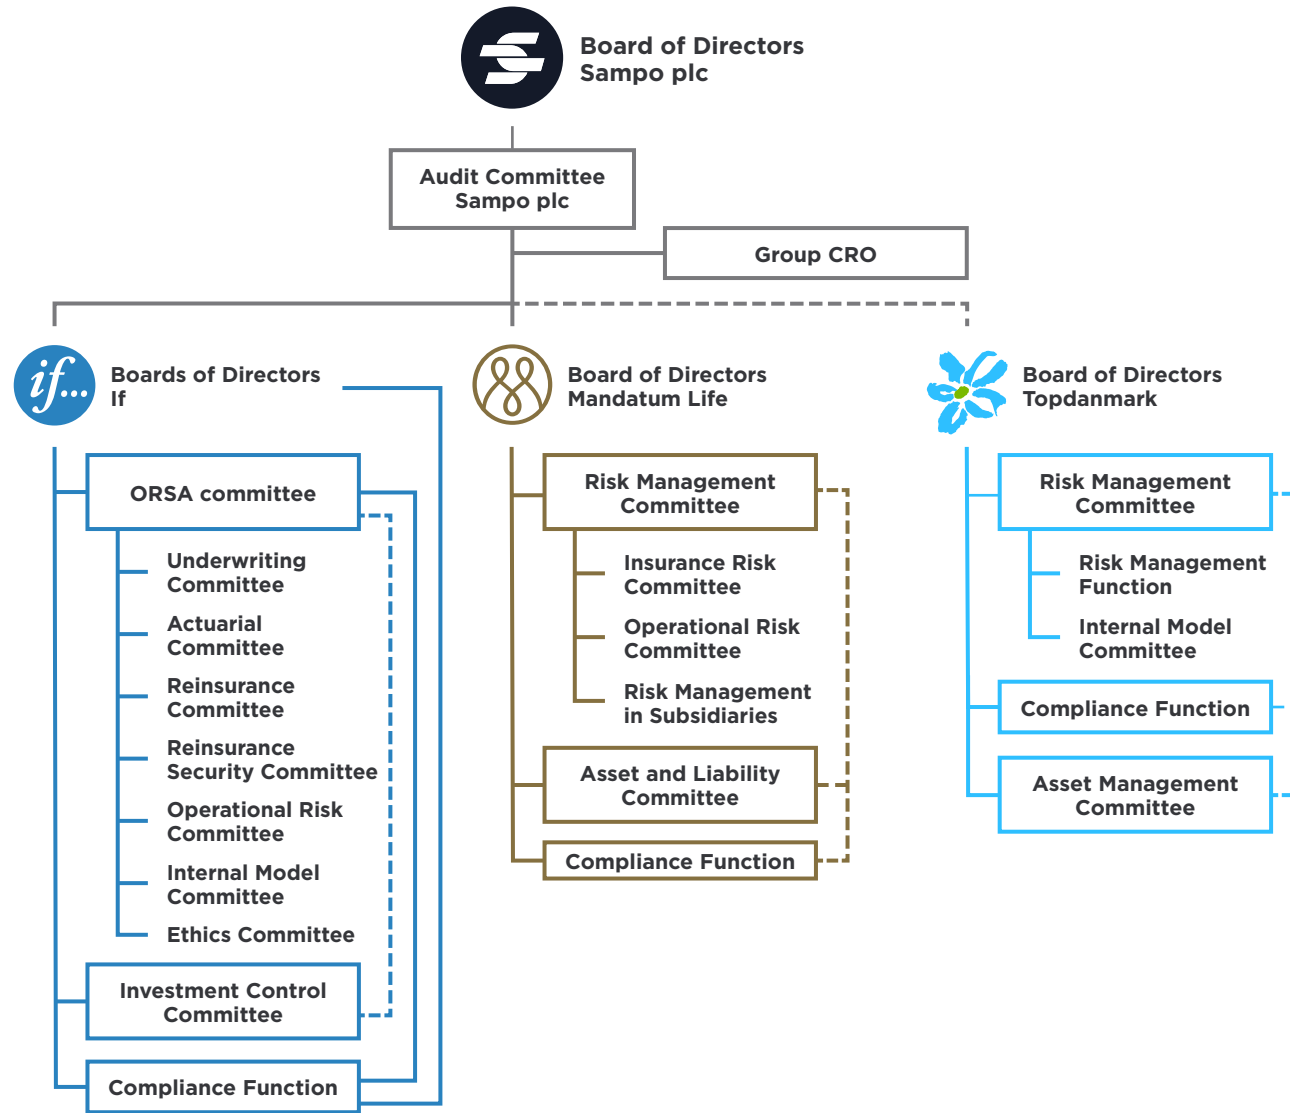 Board of Directors
Sampo plc
Audit Committee
Sampo plc
Group CRO
if...
Boards of Directors
If
ORSA committee
Underwriting
Committee
Actuarial
Committee
Reinsurance
Committee
Reinsurance
Security Committee
Operational Risk
Committee
Internal Model
Committee
Ethics Committee
Investment Control
Committee
Compliance Function
Board of Directors
Mandatum Life
Risk Management
Committee
Insurance Risk
Committee
Operational Risk
Committee
Risk Management
in Subsidiaries
Asset and Liability
Committee
Compliance Function
Board of Directors
Topdanmark
Risk Management
Committee
Risk Management
Function
Internal Model
Committee
Compliance Function
Asset Management
Committee